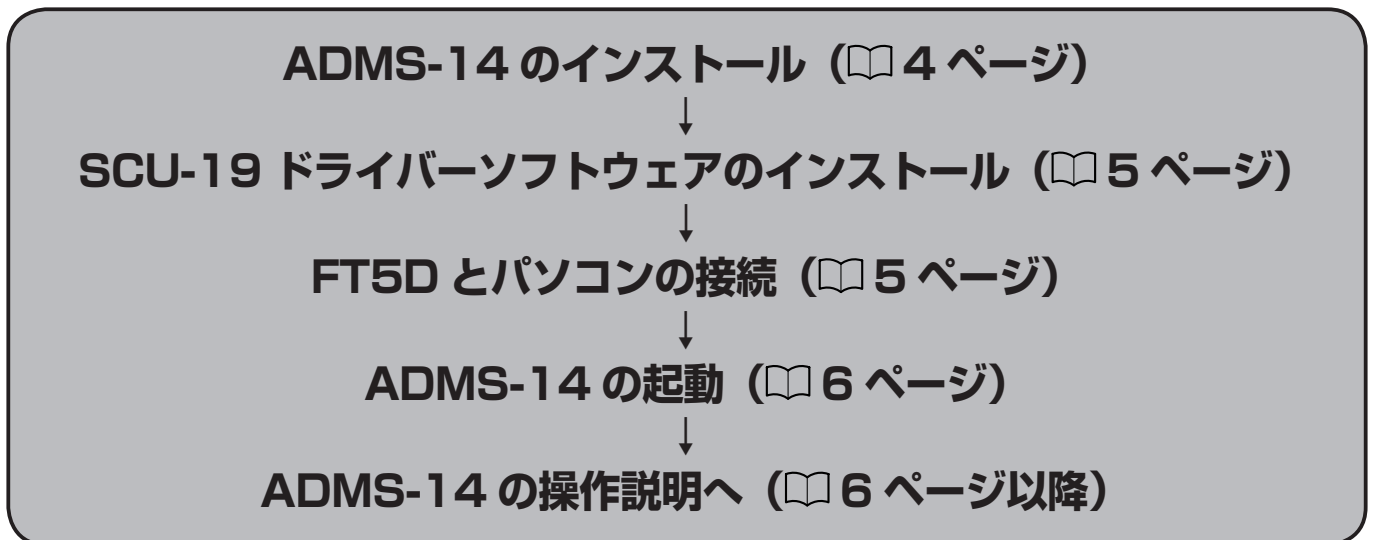 ADMS-14 のインストール（4 ページ）
SCU-19 ドライバーソフトウェアのインストール（5 ページ）
FT5D とパソコンの接続（5 ページ）
ADMS-14 の起動（6 ページ）
ADMS-14 の操作説明へ（6 ページ以降）